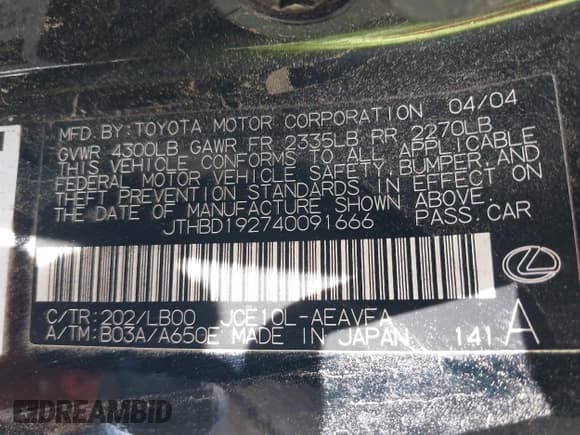 MFD. BY: TOYOTA MOTOR CORPORATION 04/04
GVWR 4300LB GAWR FR 2335LB RR 2270LB
THIS VEHICLE CONFORMS TO ALL APPLICABLE
FEDERAL MOTOR VEHICLE SAFETY, BUMPER, AND
THEFT PREVENTION STANDARDS IN EFFECT ON
THE DATE OF MANUFACTURE SHOWN ABOVE.
JTHBD192740091666 PASS. CAR
C/TR: 202/LB00 JCE10L-AEAVFA
A/TM: B03A/A650E MADE IN JAPAN 141 A
DREAMBID